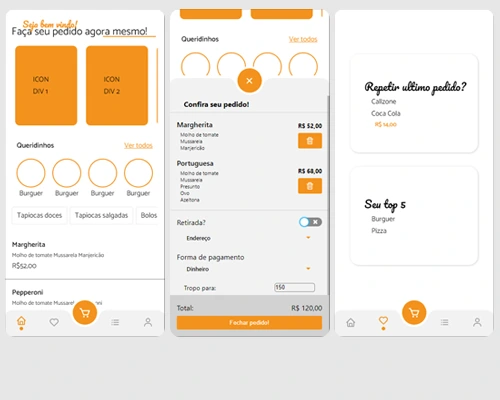 Seja bem vindo!
Faça seu pedido agora mesmo!
ICON
DIV 1
ICON
DIV 2
Queridinhos
Ver todos
Burguer
Burguer
Burguer
Burguer
Tapiocas doces
Tapiocas salgadas
Bolos
Margherita
Molho de tomate Mussarela Manjericão
R$52,00
Pepperoni
Molho de tomate Mussarela
Queridinhos
Ver todos
Confira seu pedido!
Margherita
R$ 52,00
Molho de tomate
Mussarela
Manjericão
Portuguesa
R$ 68,00
Molho de tomate
Mussarela
Presunto
Ovo
Azeitona
Retirada?
Endereço
Forma de pagamento
Dinheiro
Tropo para:
150
Total:
R$ 120,00
Fechar pedido!
Repetir ultimo pedido?
Calizone
Coca Cola
R$ 14,00
Seu top 5
Burguer
Pizza